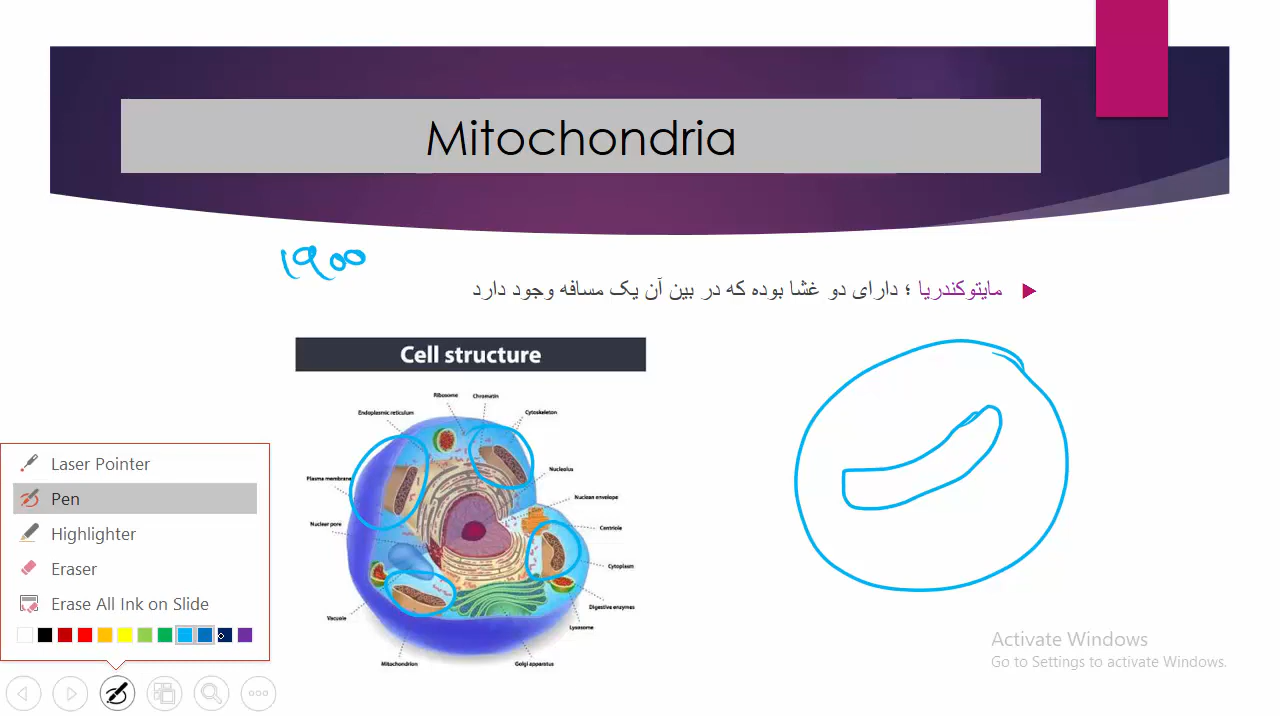 Mitochondria
۱۹۰۰
مایتوکندریا ؛ دارای دو غشا بوده که در بین آن یک مسافه وجود دارد
Cell structure
Ribosome
Chromatin
Endoplasmic reticulum
Cytoskeleton
Plasma membrane
Nucleolus
Nuclean envelope
Nuclear pore
Centriole
Cytoplasm
Digestive enzymes
Vacuole
Lysosome
Mitochondrion
Golgi apparatus
Laser Pointer
Pen
Highlighter
Eraser
Erase All Ink on Slide
Activate Windows
Go to Settings to activate Windows.